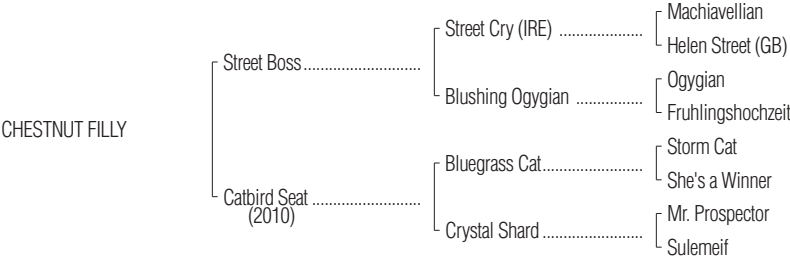 Machiavellian
Street Cry (IRE) ....................
Helen Street (GB)
Street Boss............................
Ogygian
Blushing Ogygian ................
Fruhlingshochzeit
CHESTNUT FILLY
Storm Cat
Bluegrass Cat........................
She's a Winner
Catbird Seat ..........................
(2010)
Mr. Prospector
Crystal Shard ........................
Sulemeif